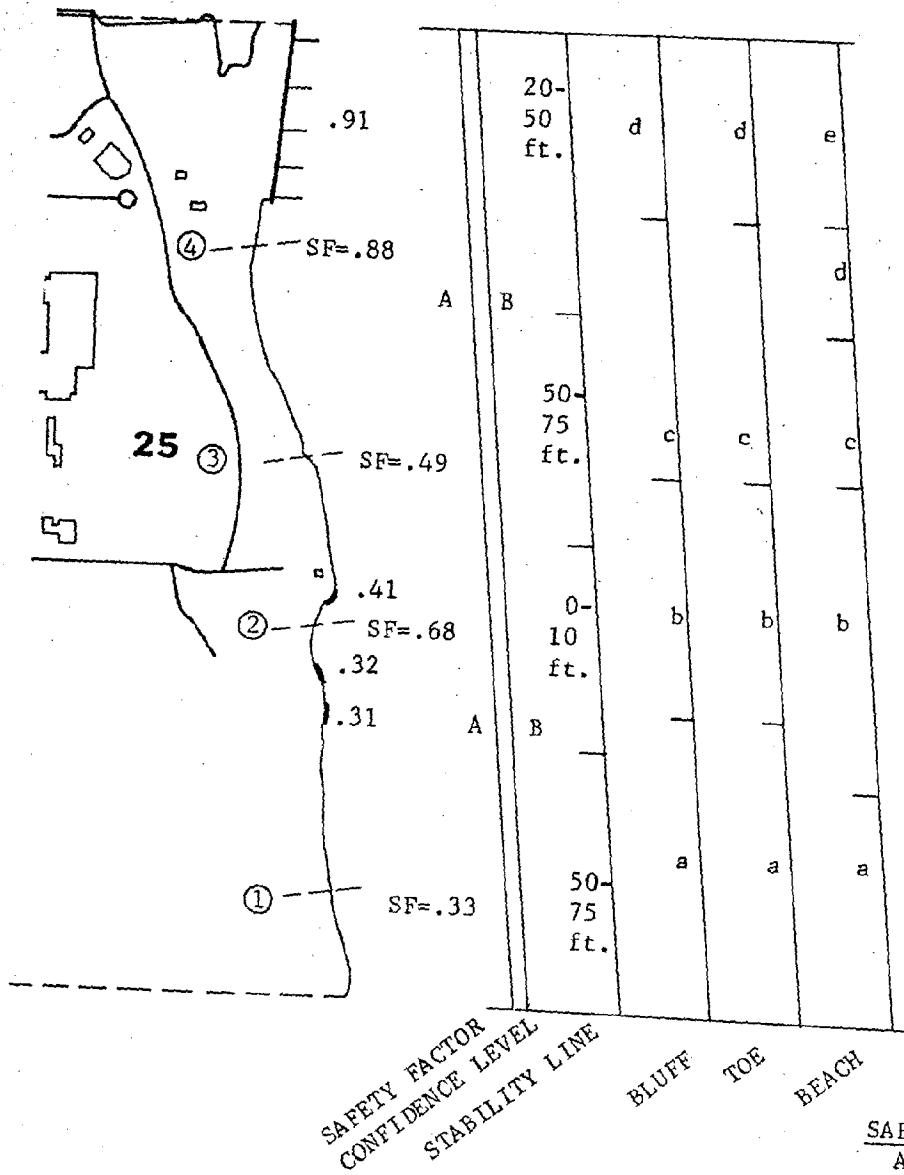 20-
50
ft.
.91
d
d
e
④
SF=.88
d
A
B
50-
75
ft.
25
③
SF=.49
c
c
c
.41
0-
10
ft.
②
SF=.68
b
b
b
.32
.31
A
B
①
SF=.33
50-
75
ft.
a
a
a
SAFETY FACTOR
CONFIDENCE LEVEL
STABILITY LINE
BLUFF
TOE
BEACH
A